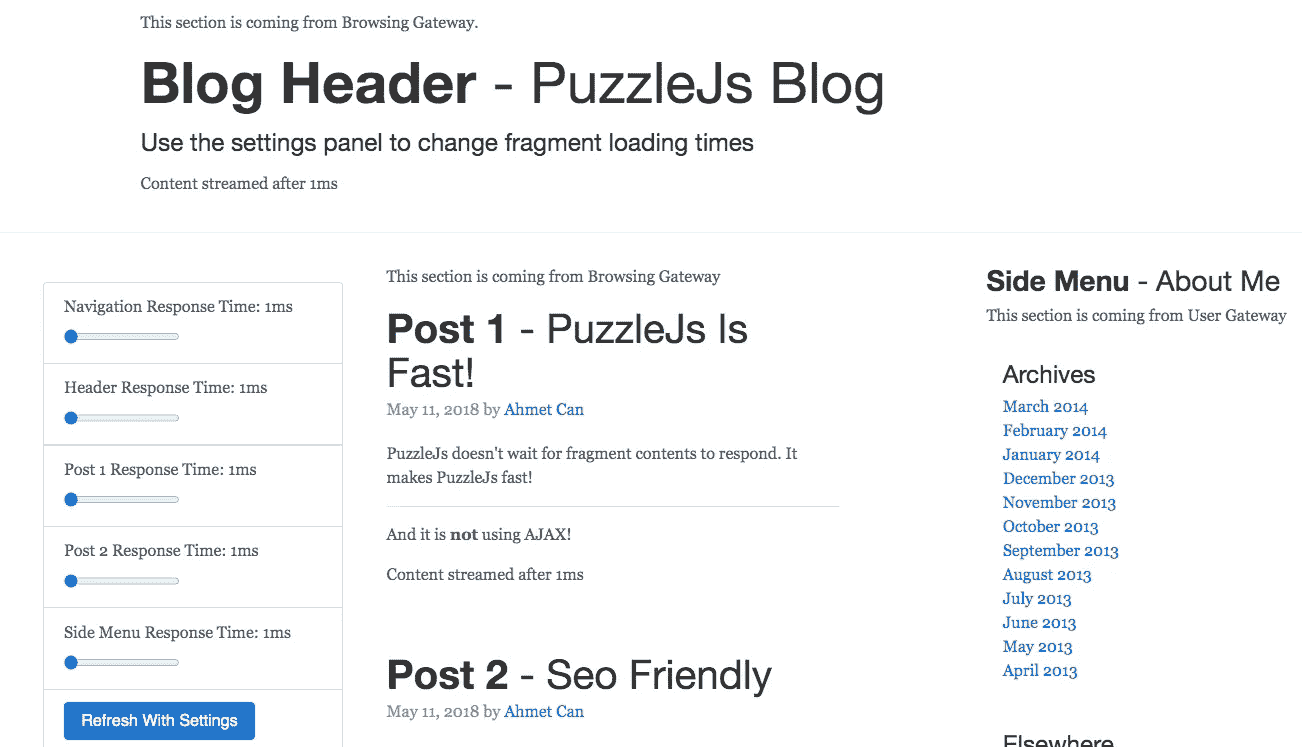 This section is coming from Browsing Gateway.
Blog Header - PuzzleJs Blog
Use the settings panel to change fragment loading times
Content streamed after 1ms
Navigation Response Time: 1ms
Header Response Time: 1ms
Post 1 Response Time: 1ms
Post 2 Response Time: 1ms
Side Menu Response Time: 1ms
Refresh With Settings
This section is coming from Browsing Gateway
Post 1 - PuzzleJs Is
Fast!
May 11, 2018 by Ahmet Can
PuzzleJs doesn't wait for fragment contents to respond. It
makes PuzzleJs fast!
And it is not using AJAX!
Content streamed after 1ms
Post 2 - Seo Friendly
May 11, 2018 by Ahmet Can
Side Menu - About Me
This section is coming from User Gateway
Archives
March 2014
February 2014
January 2014
December 2013
November 2013
October 2013
September 2013
August 2013
July 2013
June 2013
May 2013
April 2013
Elsewhere